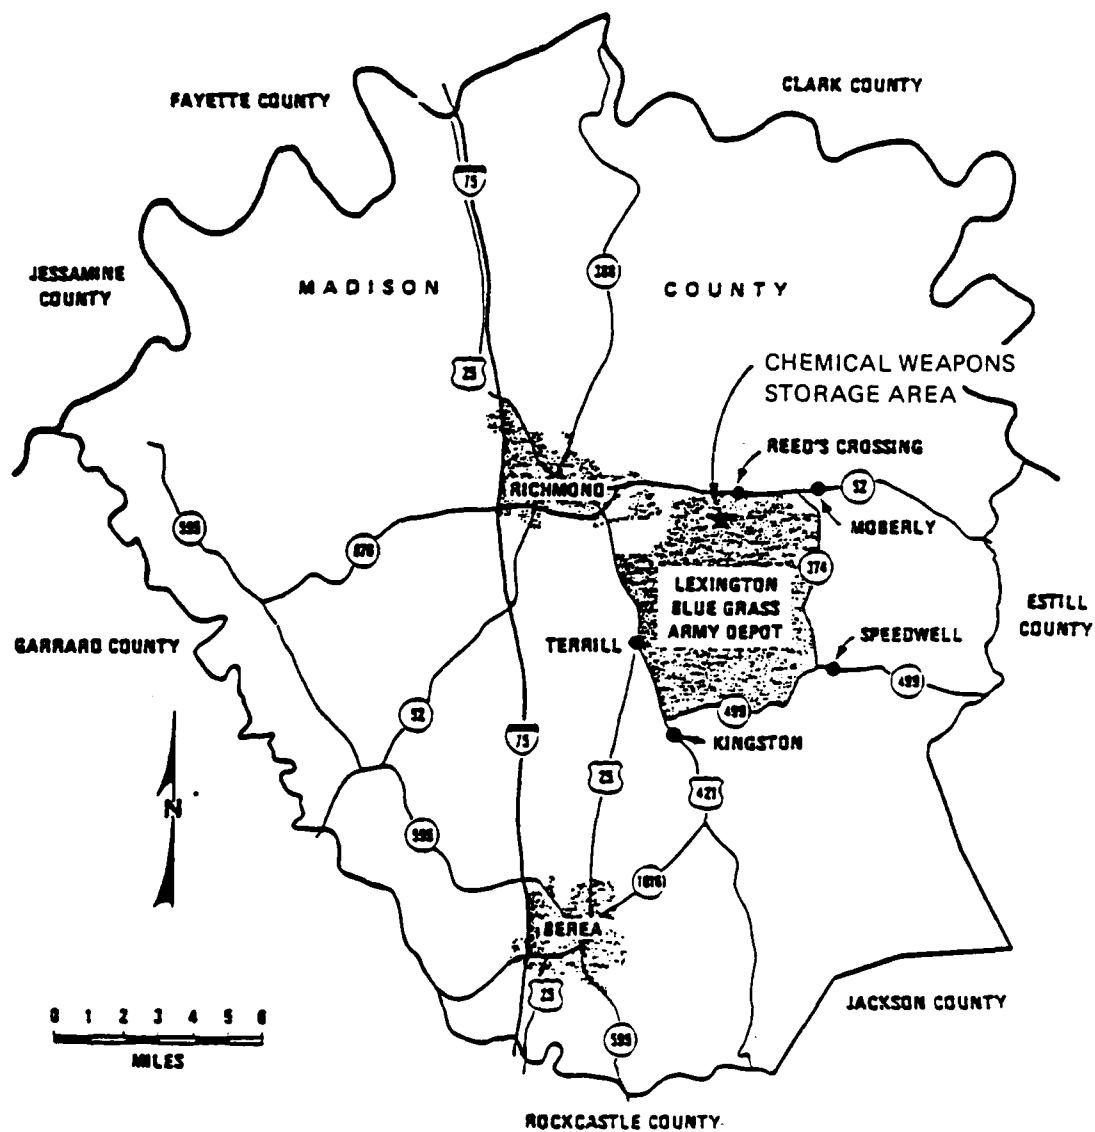 CLARK COUNTY
FAYETTE COUNTY
75
388
JESSAMINE
COUNTY
MADISON COUNTY
25
CHEMICAL WEAPONS
STORAGE AREA
REED'S CROSSING
RICHMOND
52
MOBERLY
876
374
LEXINGTON
BLUE GRASS
ARMY DEPOT
ESTILL
COUNTY
GARRARD COUNTY
TERRILL
SPEEDWELL
499
52
499
75
KINGSTON
25
421
N
BEREA
25
JACKSON COUNTY
0 1 2 3 4 5 6
MILES
ROCKCASTLE COUNTY